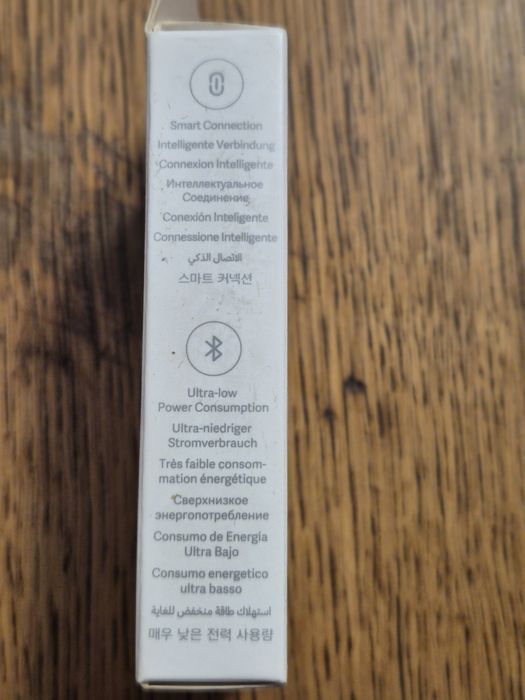 Smart Connection
Intelligente Verbindung
Connexion Intelligente
Интеллектуальное
Соединение
Conexión Inteligente
Connessione Intelligente
الاتصال الذكي
스마트 커넥션
Ultra-low
Power Consumption
Ultra-niedriger
Stromverbrauch
Très faible consom-
mation énergétique
Сверхнизкое
энергопотребление
Consumo de Energía
Ultra Bajo
Consumo energetico
ultra basso
استهلاك طاقة منخفض للغاية
매우 낮은 전력 사용량